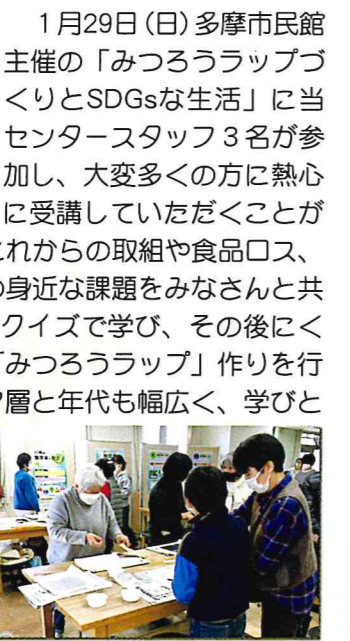 1月29日(日)多摩市民館
主催の「みつろうラップづ
くりとSDGsな生活」に当
センタースタッフ3名が参
加し、大変多くの方に熱心
に受講していただくことが
これからの取組や食品ロス、
の身近な課題をみなさんと共
クイズで学び、その後にく
「みつろうラップ」作りを行
層と年代も幅広く、学びと